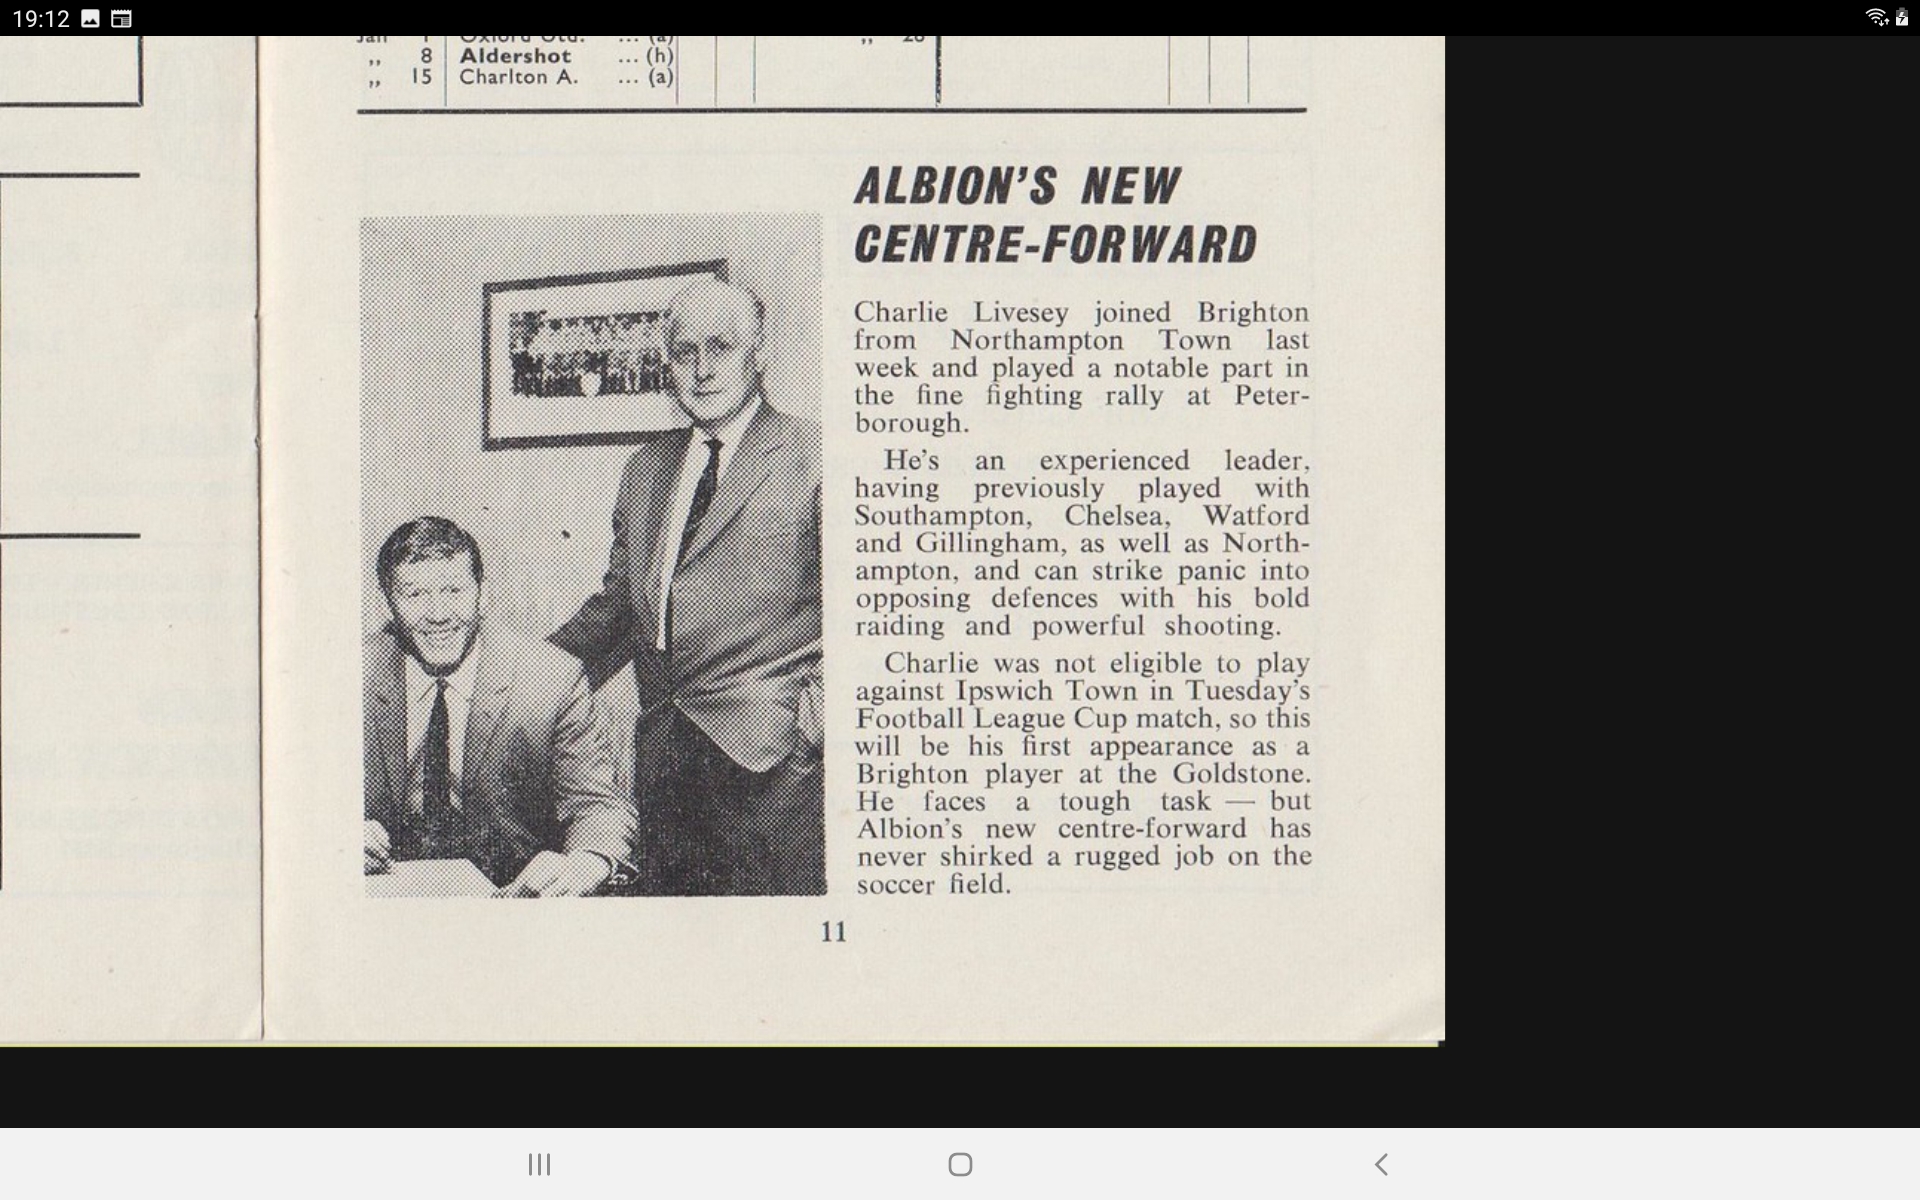 19:12
Jan 1 Oxford Utd. ... (a) ,, 26
,, 8 Aldershot ... (h)
,, 15 Charlton A. ... (a)
ALBION'S NEW
CENTRE-FORWARD
Charlie Livesey joined Brighton
from Northampton Town last
week and played a notable part in
the fine fighting rally at Peter-
borough.
He's an experienced leader,
having previously played with
Southampton, Chelsea, Watford
and Gillingham, as well as North-
ampton, and can strike panic into
opposing defences with his bold
raiding and powerful shooting.
Charlie was not eligible to play
against Ipswich Town in Tuesday's
Football League Cup match, so this
will be his first appearance as a
Brighton player at the Goldstone.
He faces a tough task — but
Albion's new centre-forward has
never shirked a rugged job on the
soccer field.
11